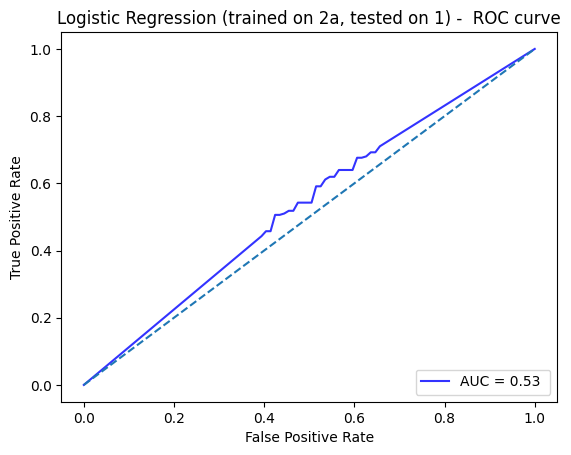 Logistic Regression (trained on 2a, tested on 1) -  ROC curve
True Positive Rate
1.0
0.8
0.6
0.4
0.2
0.0
AUC = 0.53
0.0 0.2 0.4 0.6 0.8 1.0
False Positive Rate